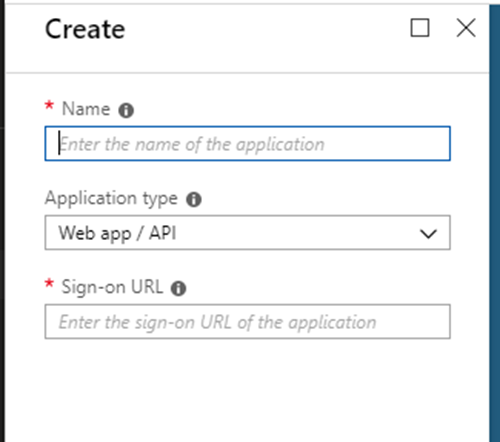 Create
* Name
Enter the name of the application
Application type
Web app / API
* Sign-on URL
Enter the sign-on URL of the application